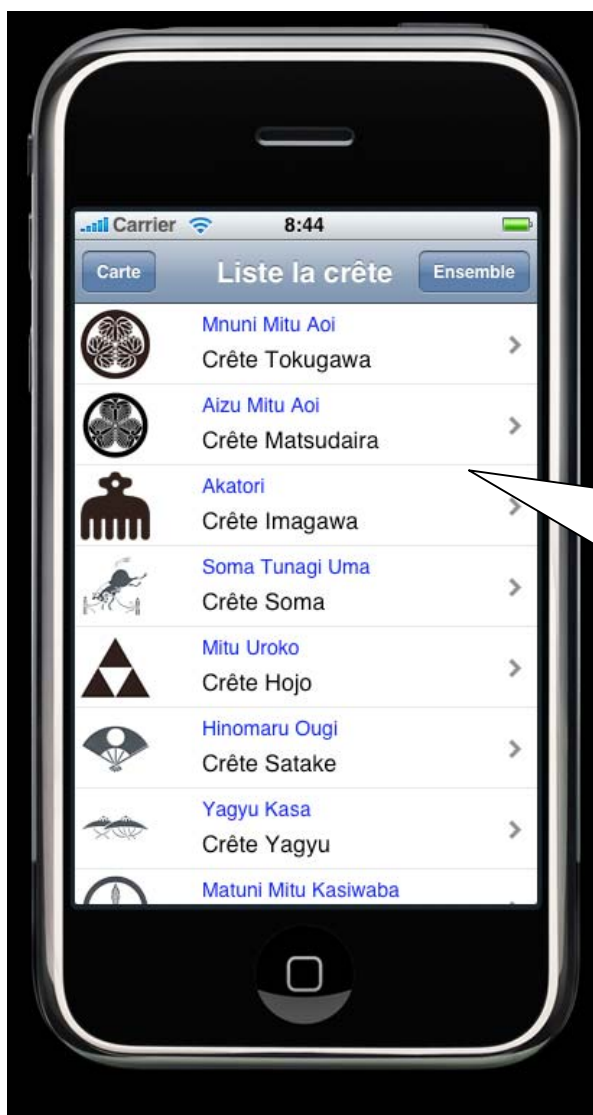 Carrier 8:44
Carte Liste la crête Ensemble
Mnuni Mitu Aoi
Crête Tokugawa
Aizu Mitu Aoi
Crête Matsudaira
Akatori
Crête Imagawa
Soma Tunagi Uma
Crête Soma
Mitu Uroko
Crête Hojo
Hinomaru Ougi
Crête Satake
Yagyu Kasa
Crête Yagyu
Matuni Mitu Kasiwaba